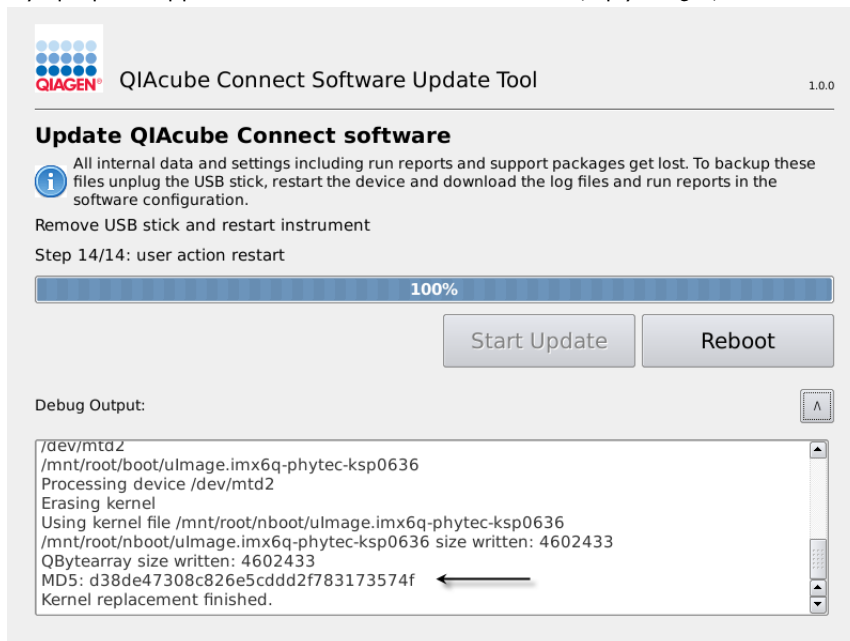 QIAGEN®
QIAcube Connect Software Update Tool
1.0.0
Update QIAcube Connect software
All internal data and settings including run reports and support packages get lost. To backup these
files unplug the USB stick, restart the device and download the log files and run reports in the
software configuration.
Remove USB stick and restart instrument
Step 14/14: user action restart
100%
Start Update
Reboot
Debug Output:
/dev/mtd2
/mnt/root/boot/uImage.imx6q-phytec-ksp0636
Processing device /dev/mtd2
Erasing kernel
Using kernel file /mnt/root/nboot/uImage.imx6q-phytec-ksp0636
/mnt/root/nboot/uImage.imx6q-phytec-ksp0636 size written: 4602433
QBytearray size written: 4602433
MD5: d38de47308c826e5cddd2f783173574f
Kernel replacement finished.